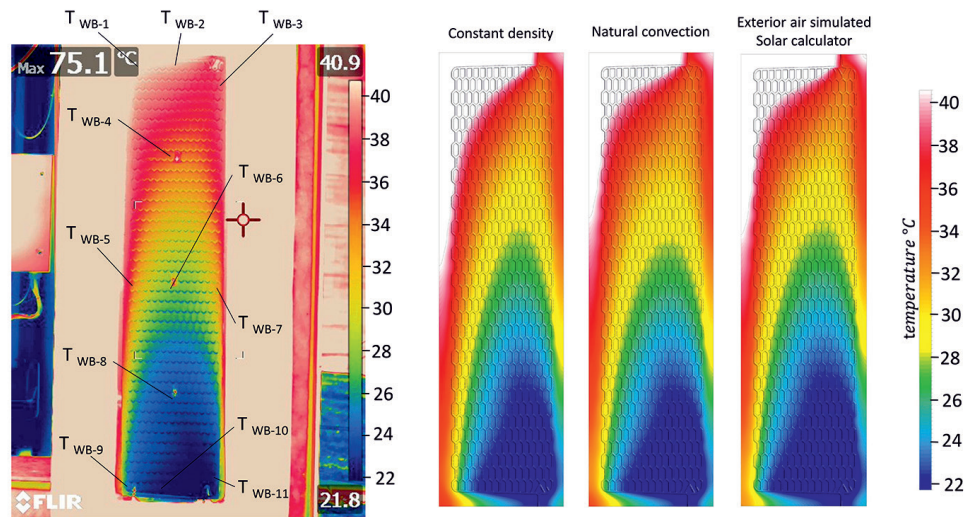 T WB-1
T WB-2
T WB-3
Max 75.1 °C
40.9
T WB-4
T WB-6
T WB-5
T WB-7
T WB-8
T WB-10
T WB-9
T WB-11
FLIR
21.8
40
38
36
34
32
30
28
26
24
22
Constant density
Natural convection
Exterior air simulated
Solar calculator
40
38
36
34
32
30
28
26
24
22
temperature °C